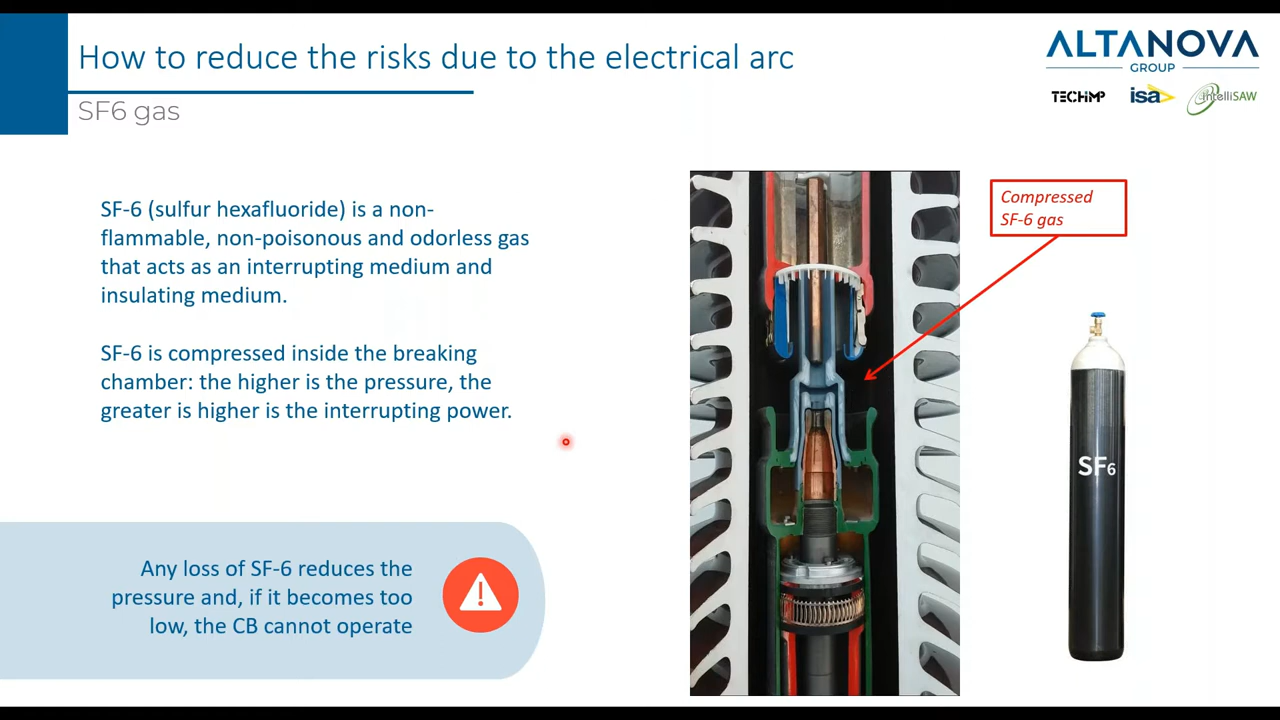 How to reduce the risks due to the electrical arc
SF6 gas
ALTANOVA
GROUP
TECHIMP
isa
intelliSAW
SF-6 (sulfur hexafluoride) is a non-
flammable, non-poisonous and odorless gas
that acts as an interrupting medium and
insulating medium.
SF-6 is compressed inside the breaking
chamber: the higher is the pressure, the
greater is higher is the interrupting power.
Compressed
SF-6 gas
SF6
Any loss of SF-6 reduces the
pressure and, if it becomes too
low, the CB cannot operate